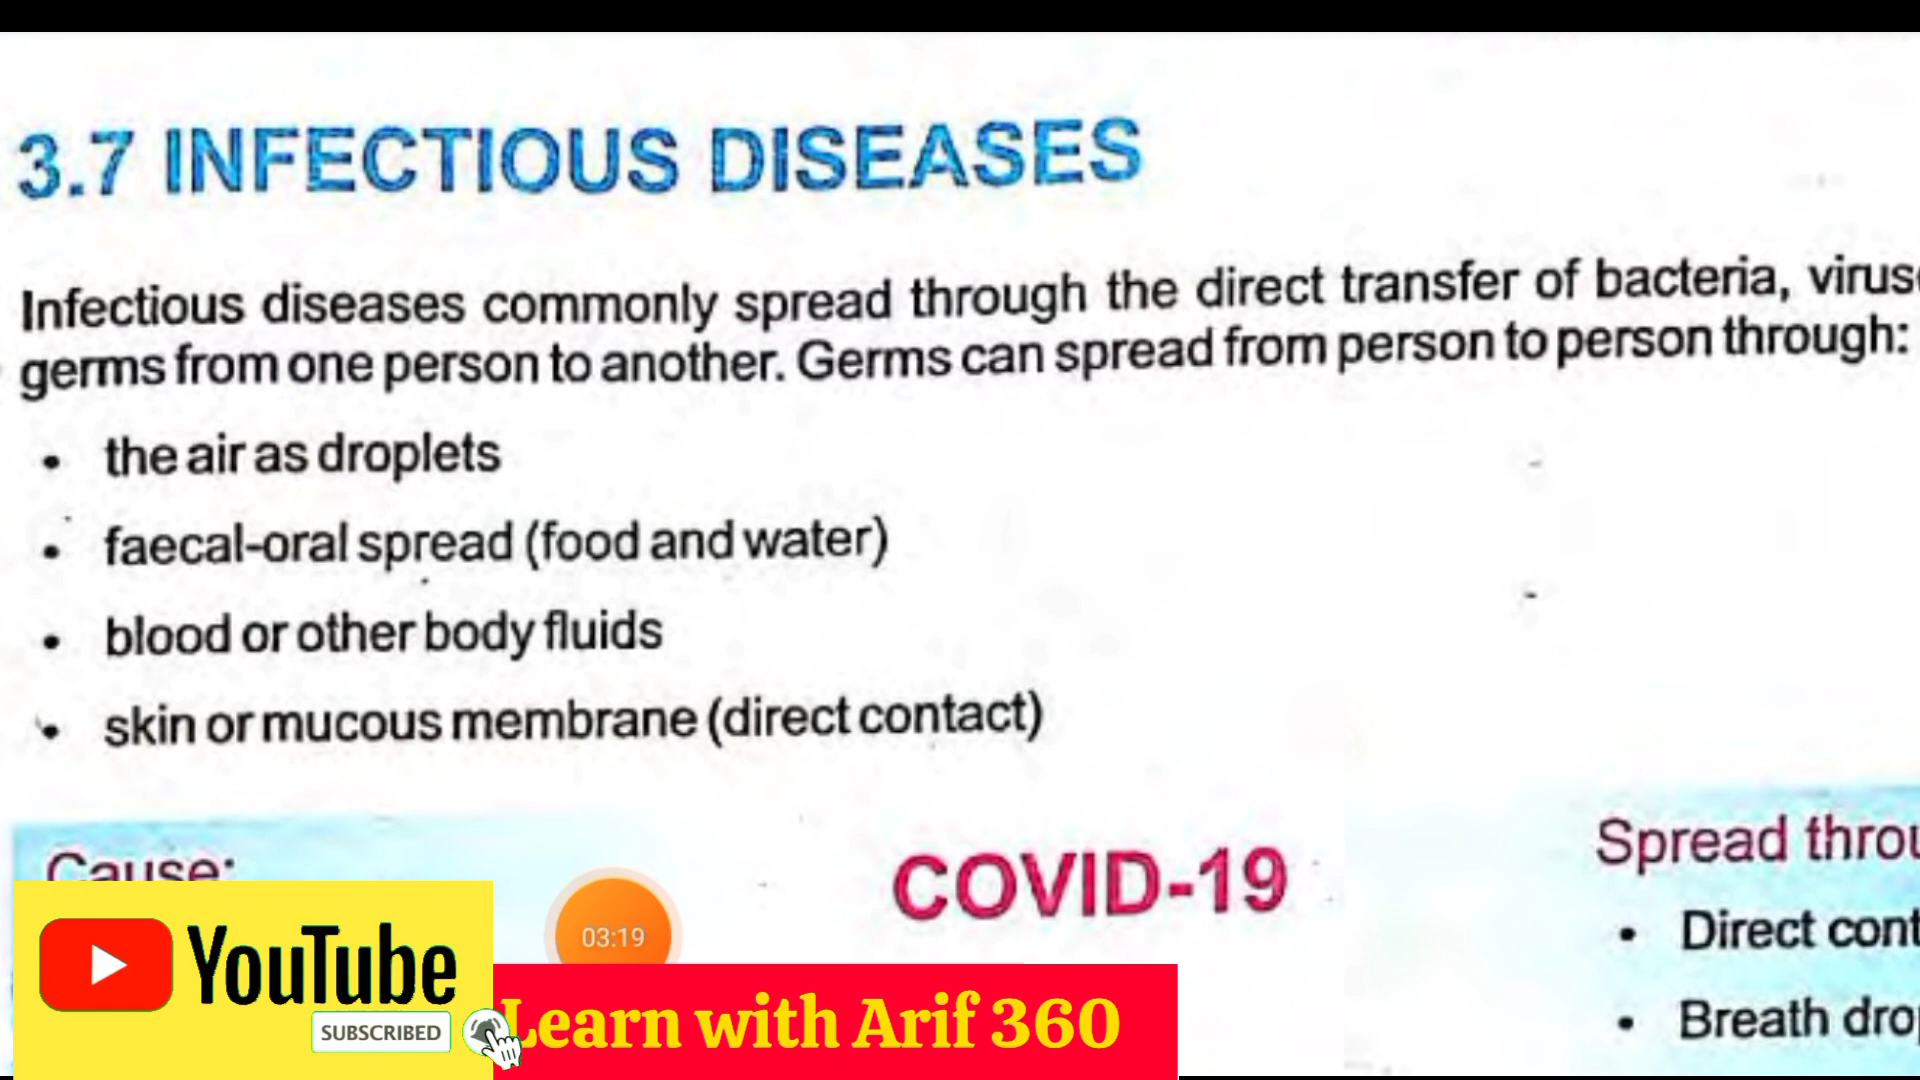 3.7 INFECTIOUS DISEASES
Infectious diseases commonly spread through the direct transfer of bacteria,
germs from one person to another. Germs can spread from person to person through:
• the air as droplets
• faecal-oral spread (food and water)
• blood or other body fluids
• skin or mucous membrane (direct contact)
Cause:
COVID-19
Spread
• Direct
• Breath
03:19
YouTube
SUBSCRIBED
Learn with Arif 360